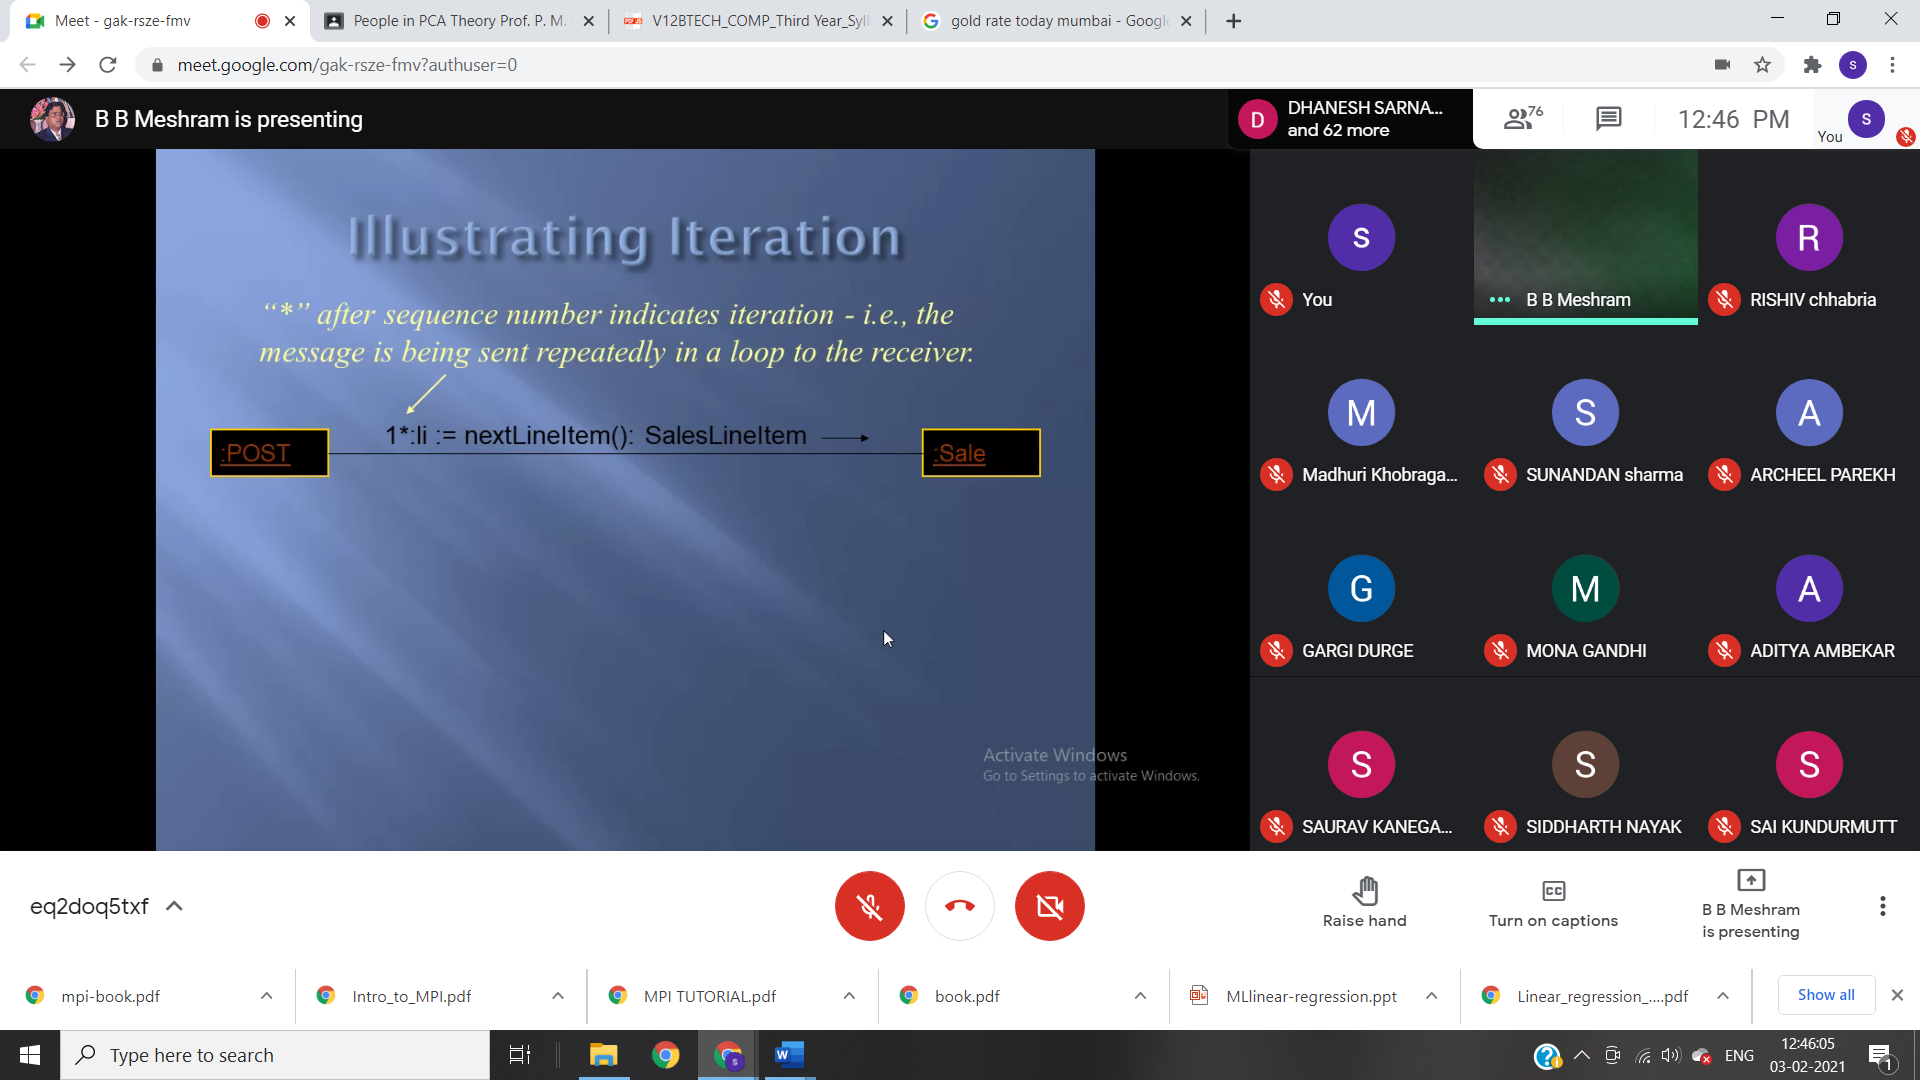 Meet - gak-rsze-fmv
People in PCA Theory Prof. P. M.
V12BTECH_COMP_Third Year_Syll
gold rate today mumbai - Google
meet.google.com/gak-rsze-fmv?authuser=0
s
B B Meshram is presenting
D
DHANESH SARNA...
and 62 more
76
12:46 PM
You
s
Illustrating Iteration
“*” after sequence number indicates iteration - i.e., the
message is being sent repeatedly in a loop to the receiver.
1*:li := nextLineItem(): SalesLineItem
:POST
:Sale
Activate Windows
Go to Settings to activate Windows.
s
You
B B Meshram
R
RISHIV chhabria
M
Madhuri Khobraga...
S
SUNANDAN sharma
A
ARCHEEL PAREKH
G
GARGI DURGE
M
MONA GANDHI
A
ADITYA AMBEKAR
S
SAURAV KANEGA...
S
SIDDHARTH NAYAK
S
SAI KUNDURMUTT
eq2doq5txf
Raise hand
CC
Turn on captions
B B Meshram
is presenting
mpi-book.pdf
Intro_to_MPI.pdf
MPI TUTORIAL.pdf
book.pdf
MLlinear-regression.ppt
Linear_regression_....pdf
Show all
Type here to search
s
W
ENG
12:46:05
03-02-2021
1